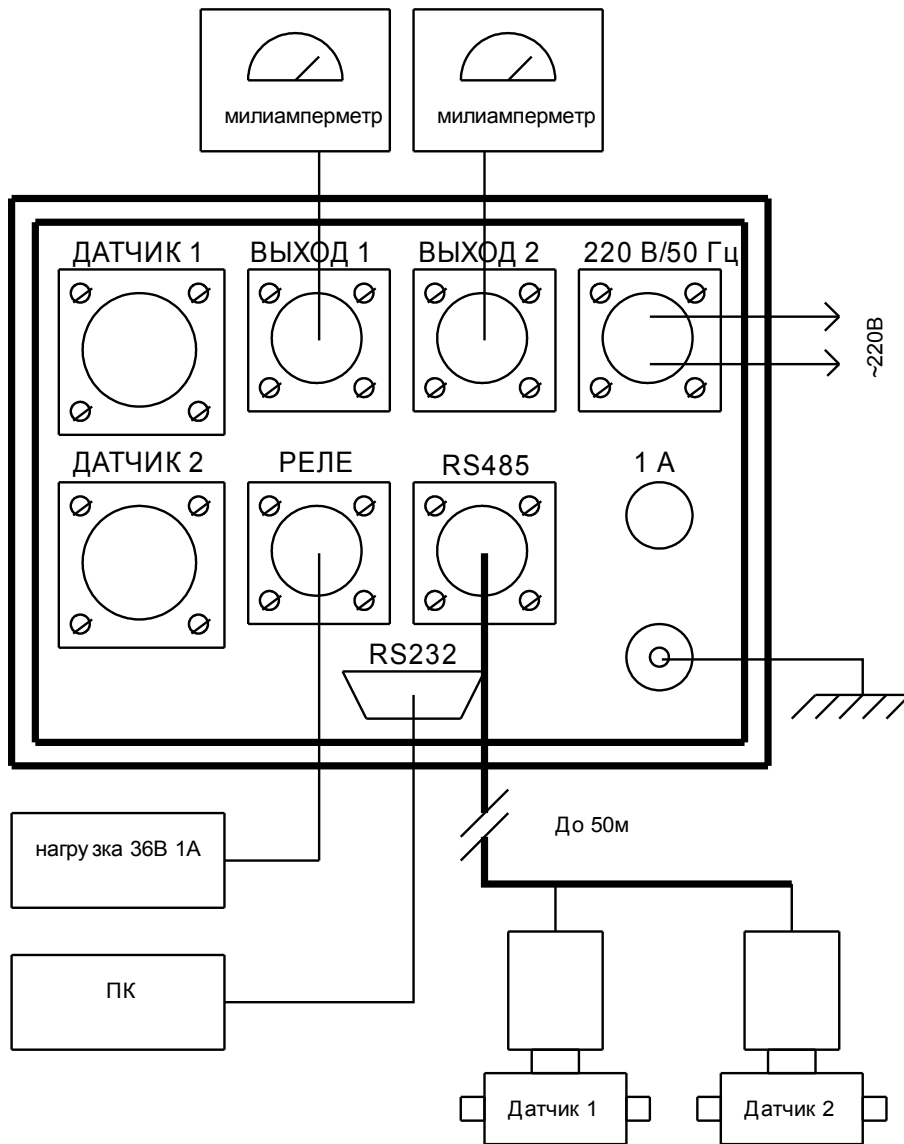 милиамперметр
милиамперметр
ДАТЧИК 1
ВЫХОД 1
ВЫХОД 2
220 В/50 Гц
~220В
ДАТЧИК 2
РЕЛЕ
RS485
1 А
RS232
До 50м
нагрузка 36В 1А
ПК
Датчик 1
Датчик 2